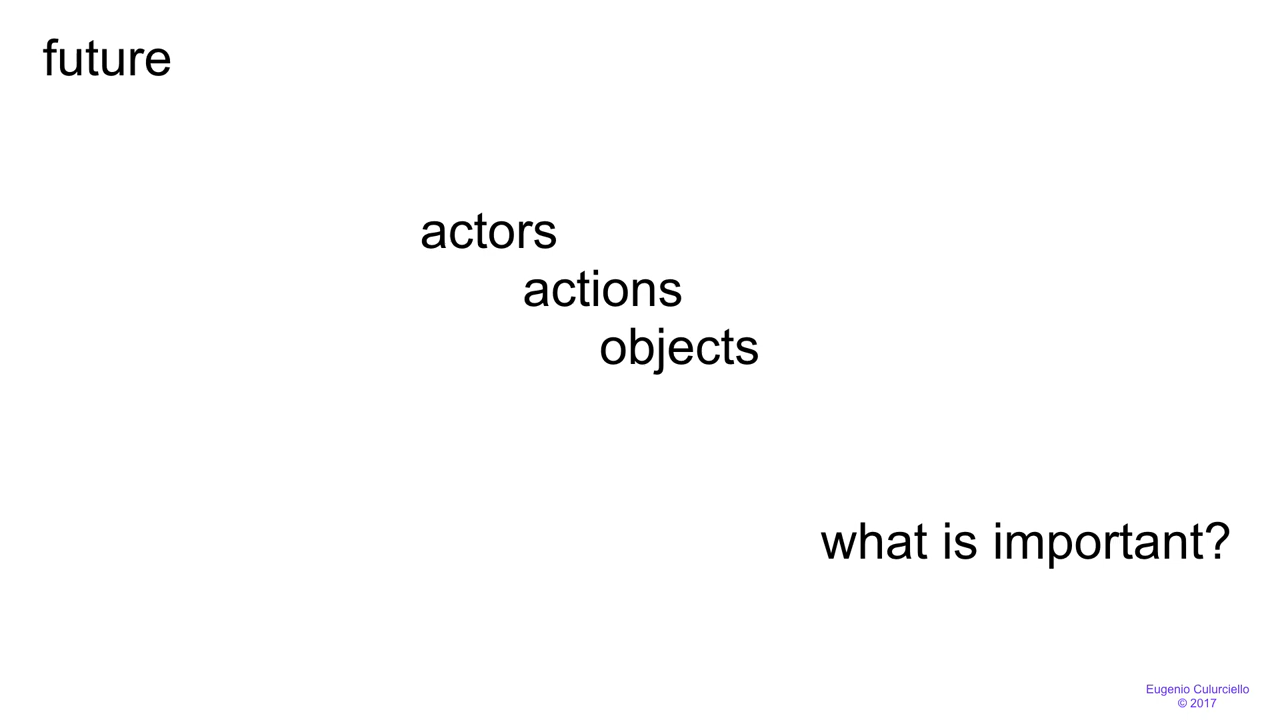 future
actors
actions
objects
what is important?
Eugenio Culurciello
© 2017